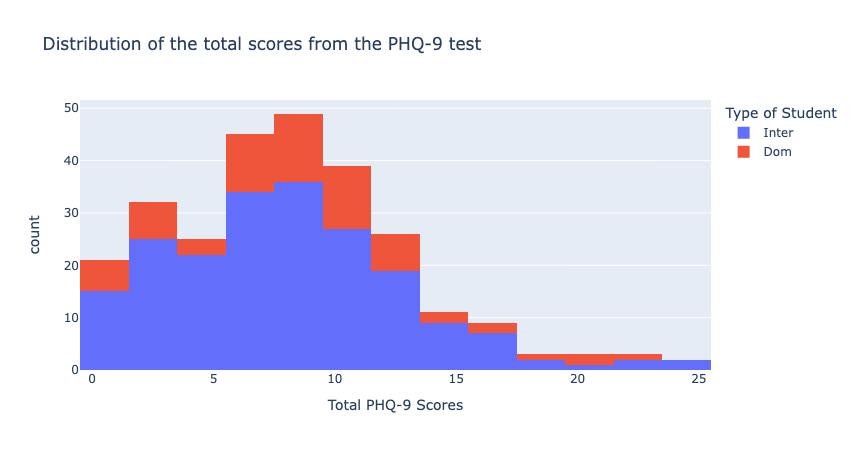 Distribution of the total scores from the PHQ-9 test
Type of Student
Inter
Dom
count
50
40
30
20
10
0
0 5 10 15 20 25
Total PHQ-9 Scores